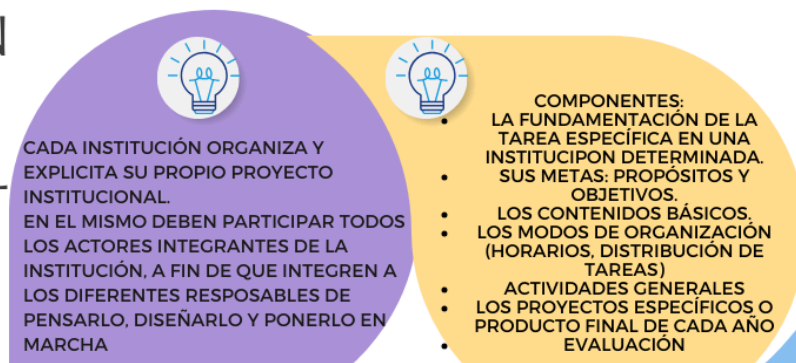 CADA INSTITUCIÓN ORGANIZA Y
EXPLICITA SU PROPIO PROYECTO
INSTITUCIONAL.
EN EL MISMO DEBEN PARTICIPAR TODOS
LOS ACTORES INTEGRANTES DE LA
INSTITUCIÓN, A FIN DE QUE INTEGREN A
LOS DIFERENTES RESPOSABLES DE
PENSARLO, DISEÑARLO Y PONERLO EN
MARCHA
COMPONENTES:
LA FUNDAMENTACIÓN DE LA
TAREA ESPECÍFICA EN UNA
INSTITUCIPON DETERMINADA.
SUS METAS: PROPÓSITOS Y
OBJETIVOS.
LOS CONTENIDOS BÁSICOS.
LOS MODOS DE ORGANIZACIÓN
(HORARIOS, DISTRIBUCIÓN DE
TAREAS)
ACTIVIDADES GENERALES
LOS PROYECTOS ESPECÍFICOS O
PRODUCTO FINAL DE CADA AÑO
EVALUACIÓN